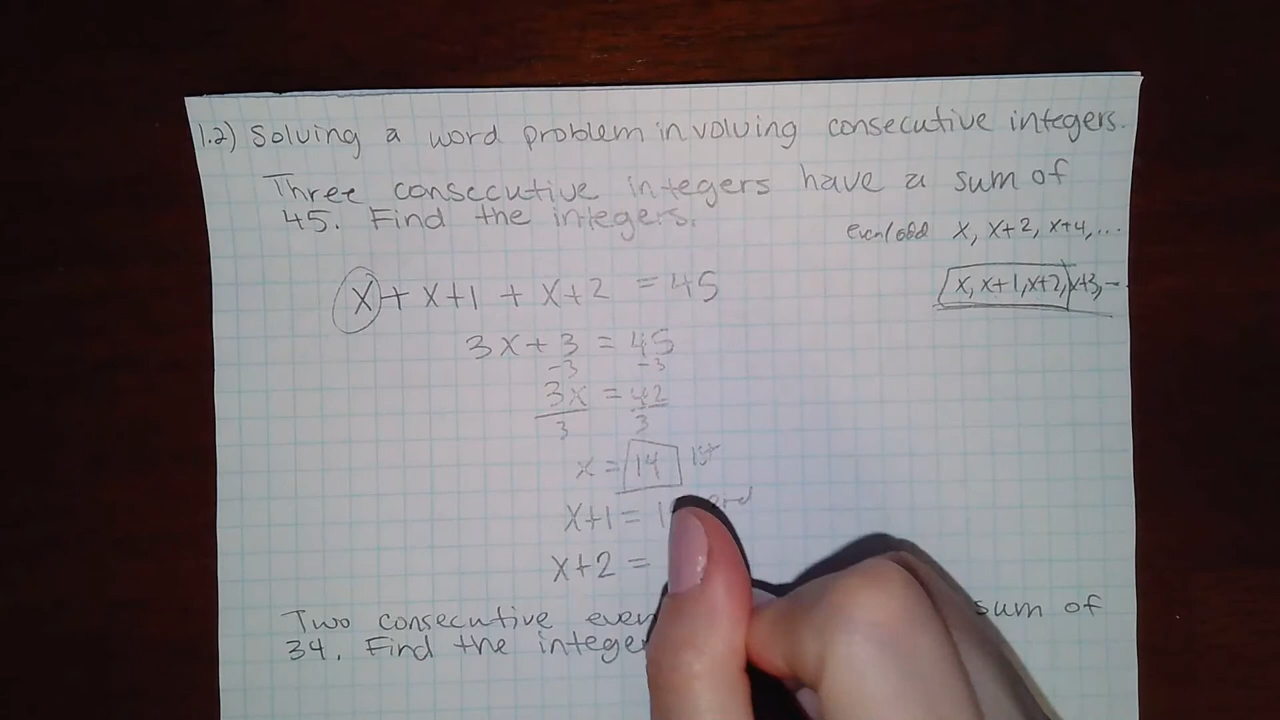 1.2) Solving a word problem involving consecutive integers.
Three consecutive integers have a sum of
45. Find the integers.
even/odd x, x+2, x+4,...
x, x+1, x+2, x+3, -
x + x+1 + x+2 = 45
3x + 3 = 45
-3 -3
3x = 42
3 3
x = 14 1st
x+1 = 1
x+2 =
Two consecutive even sum of
34. Find the intege